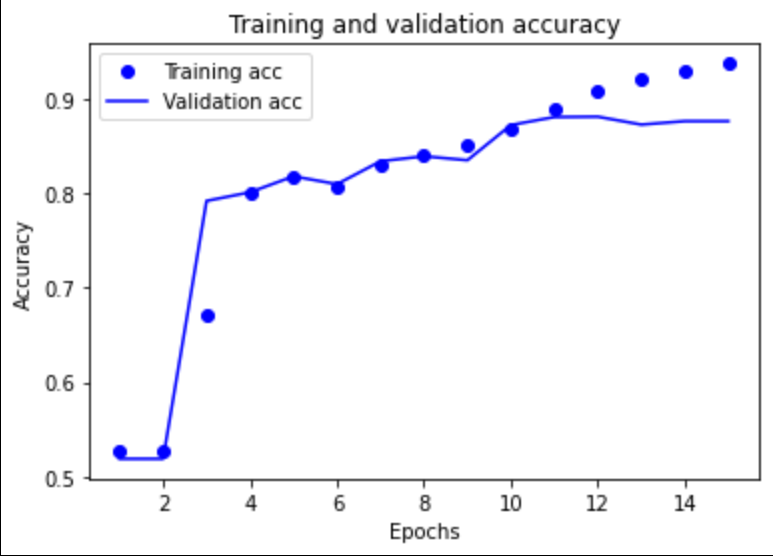 Training and validation accuracy
Training acc
Validation acc
0.9
0.8
0.7
0.6
0.5
Accuracy
2 4 6 8 10 12 14
Epochs